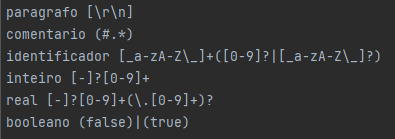 paragrafo [\r\n]
comentario (#.*)
identificador [_a-zA-Z\_]+([0-9]?|[_a-zA-Z\_]?)
inteiro [-]?[0-9]+
real [-]?[0-9]+(\.[0-9]+)?
booleano (false)|(true)